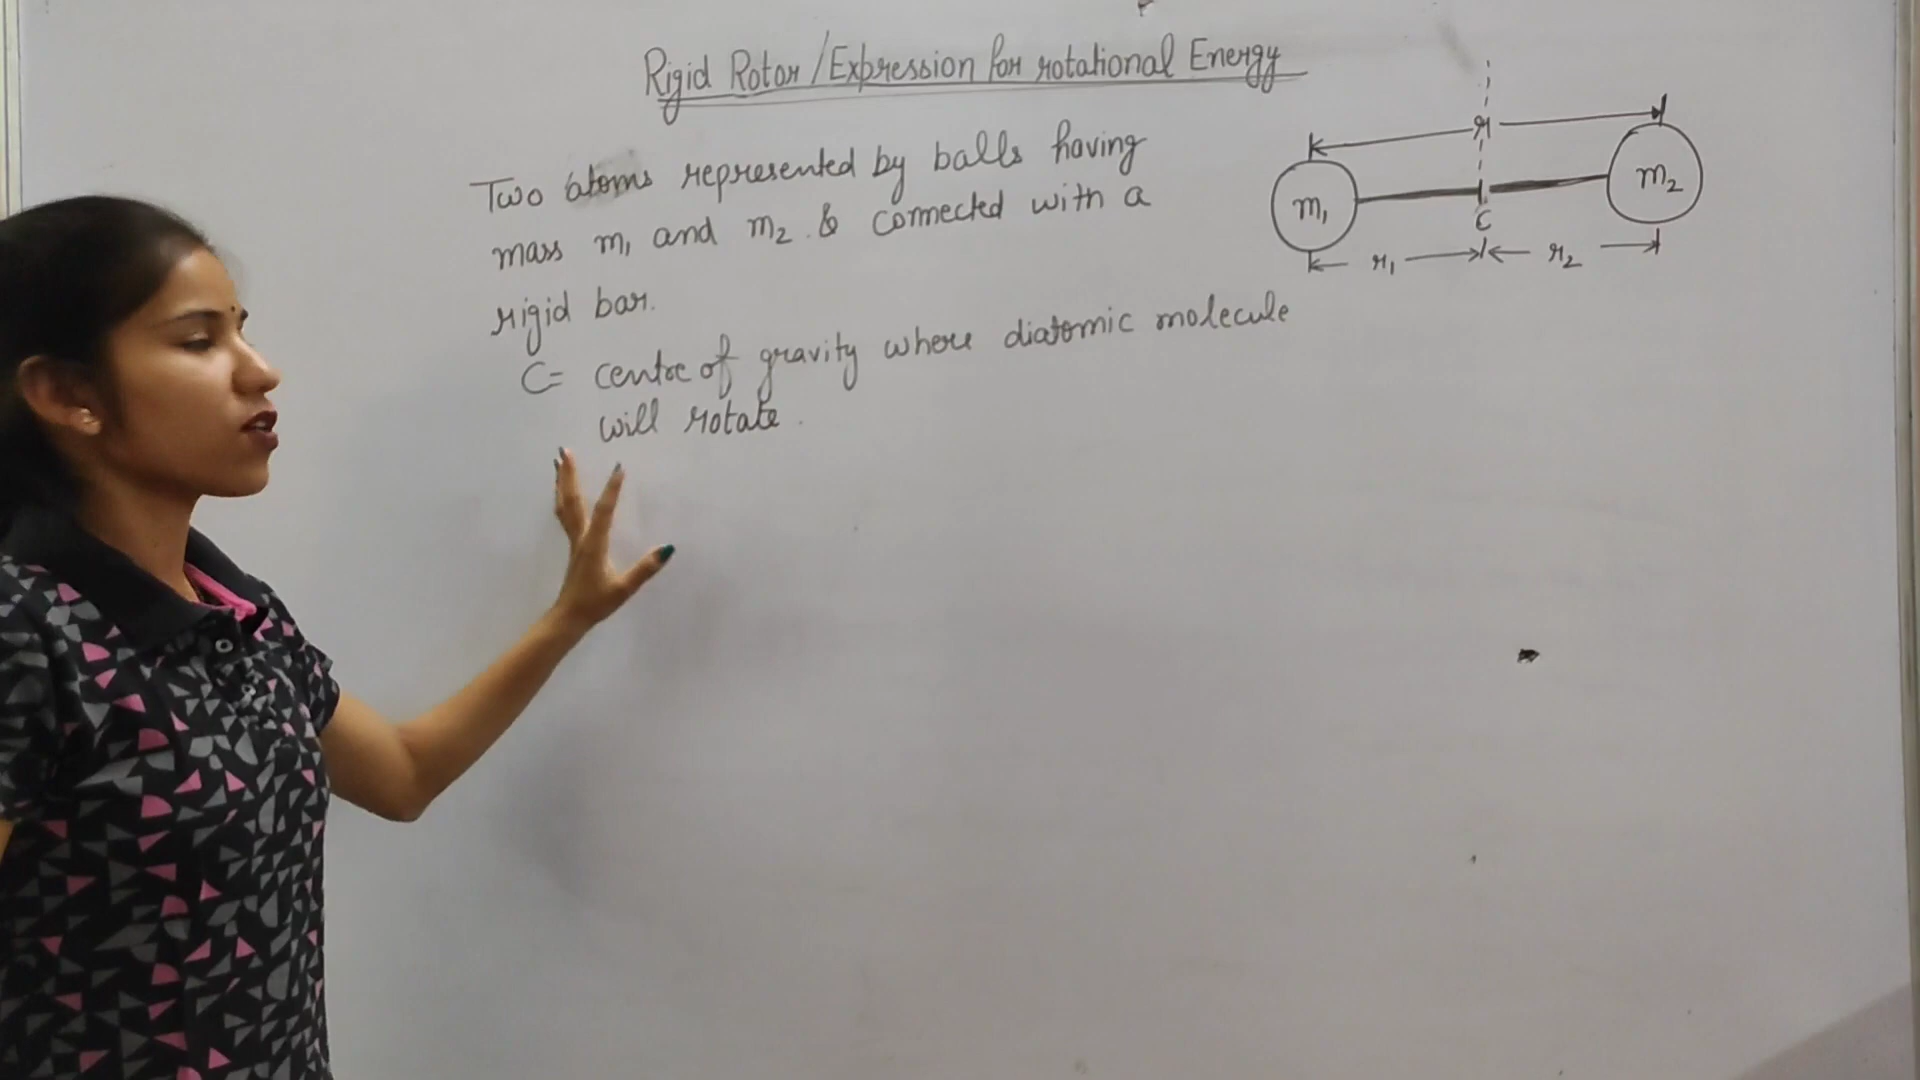 Rigid Rotor/Expression for rotational Energy
Two atoms represented by balls having
mass m₁ and m₂ & connected with a
rigid bar.
C= centre of gravity where diatomic molecule
will rotate.
r
m₁
m₂
C
r₁
r₂